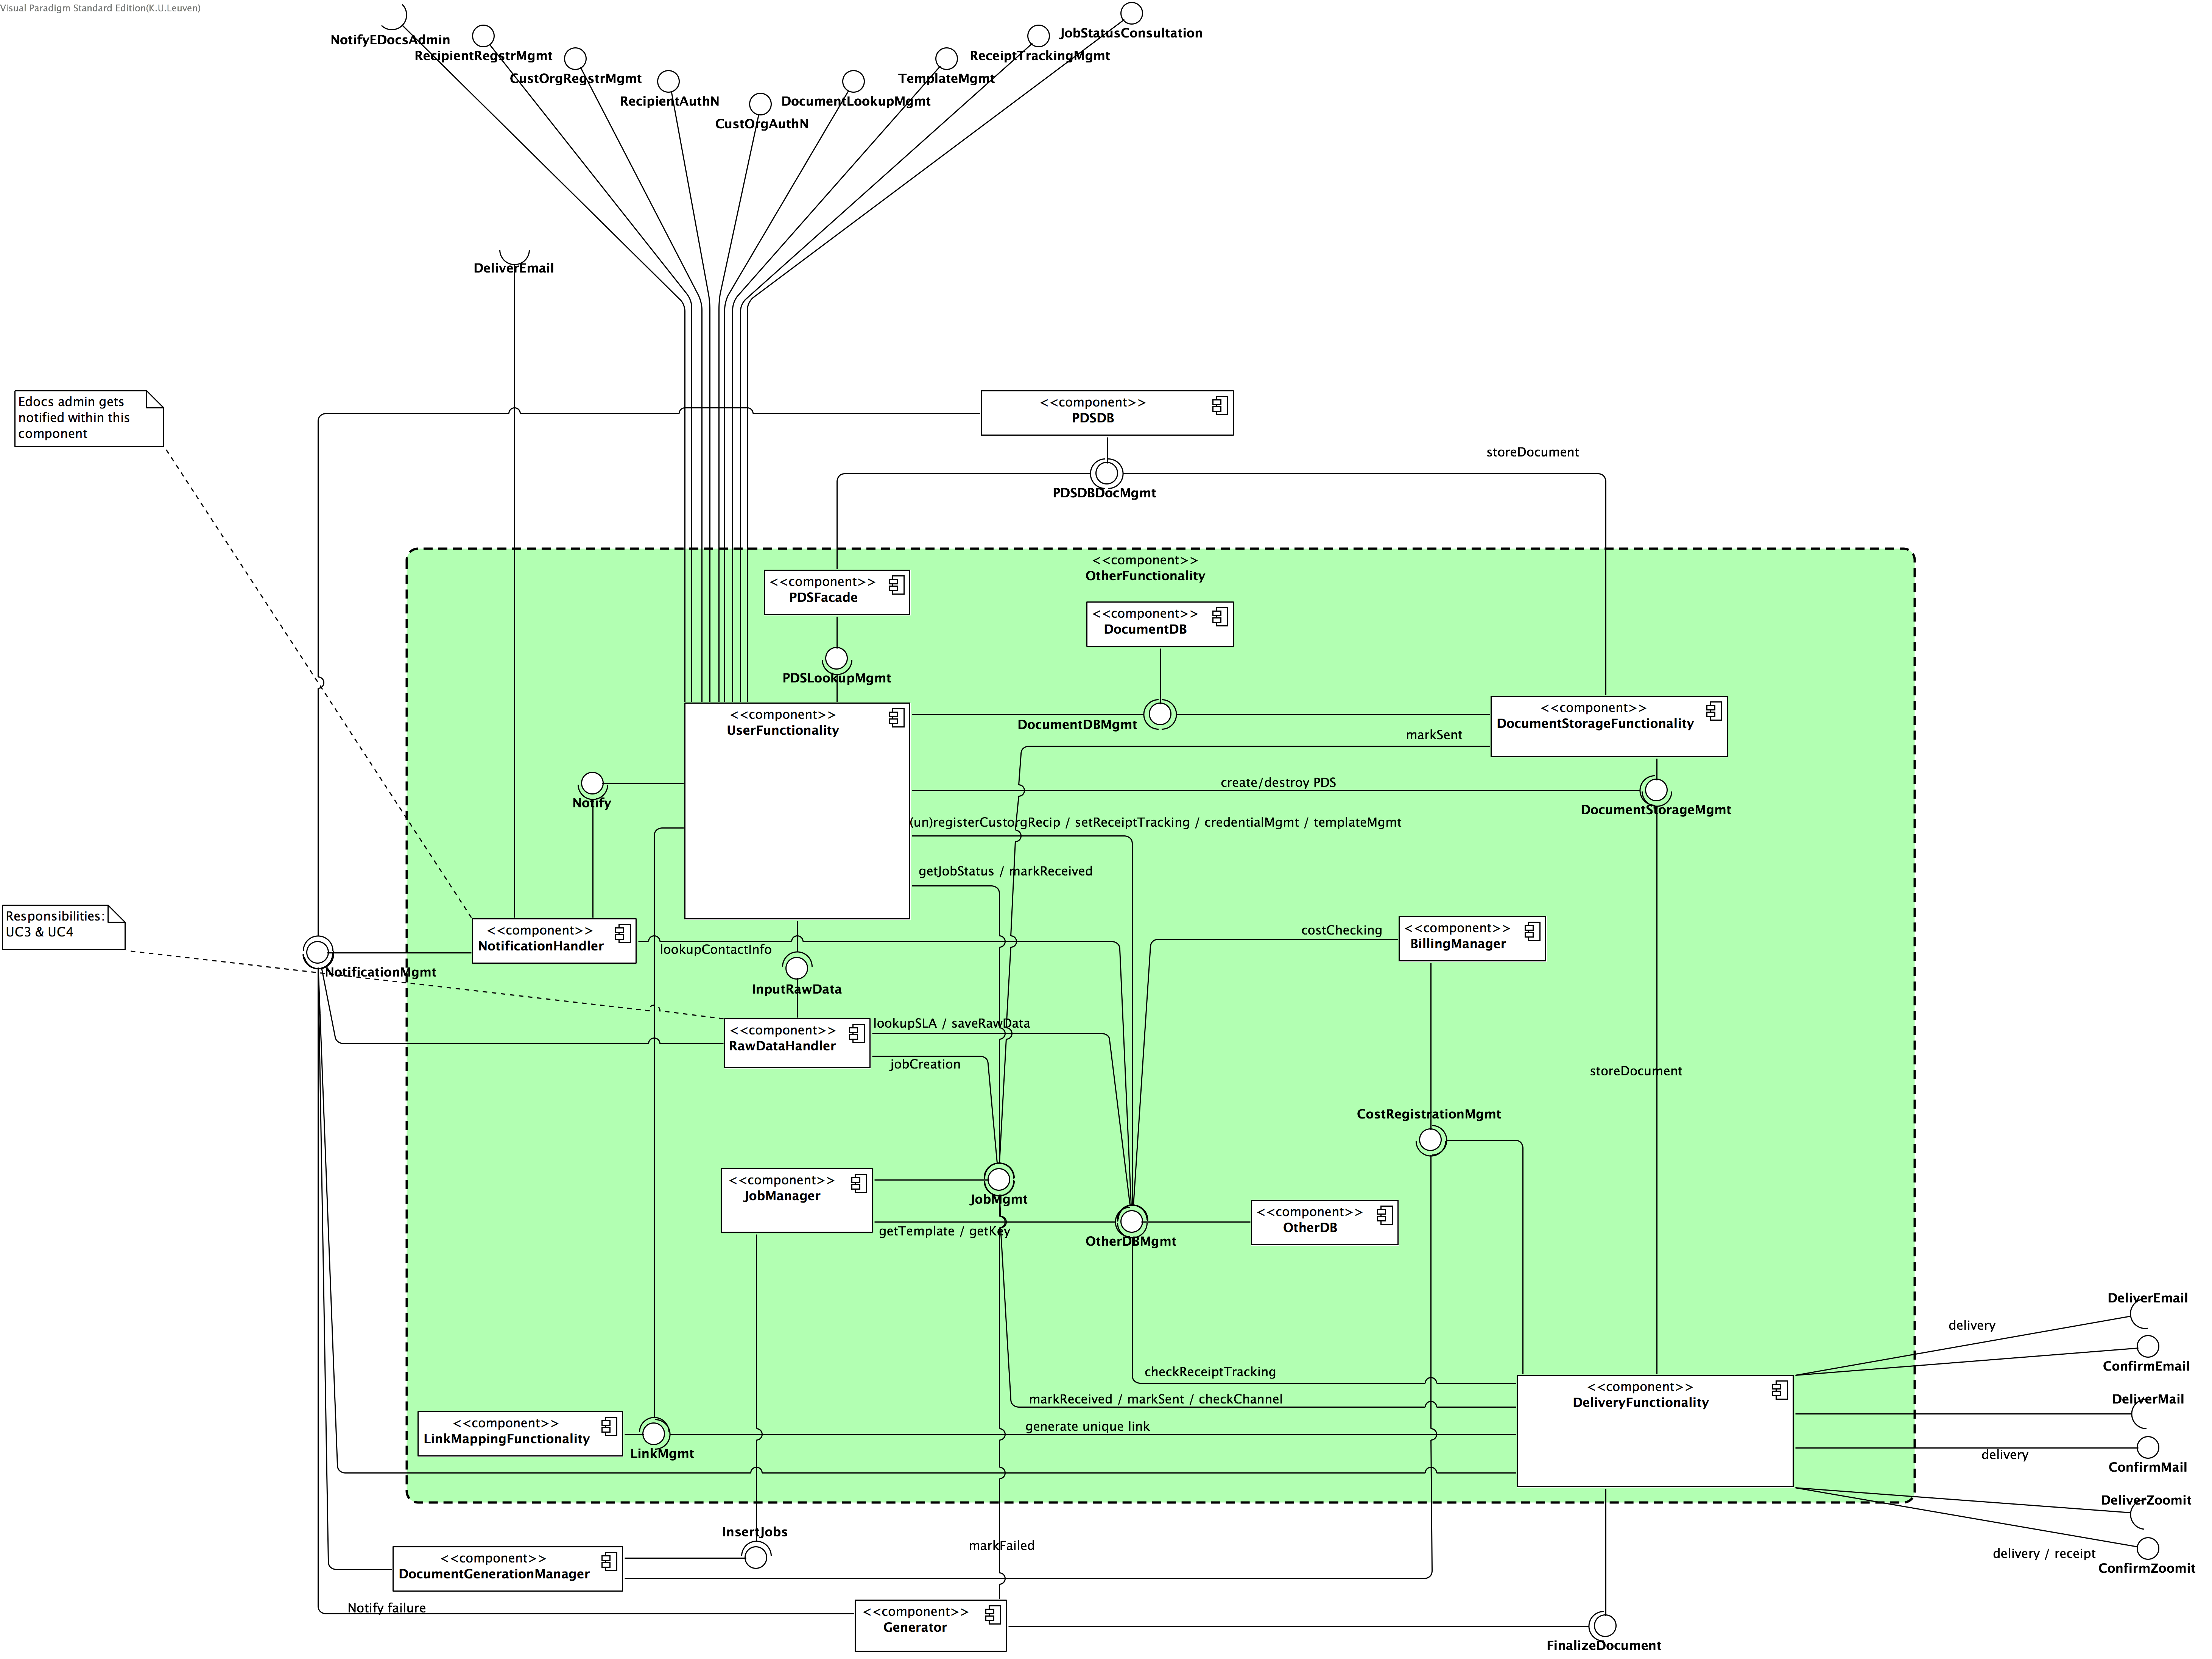 Visual Paradigm Standard Edition(K.U.Leuven)
NotifyEDocsAdmin
RecipientRegstrMgmt
CustOrgRegstrMgmt
RecipientAuthN
CustOrgAuthN
DocumentLookupMgmt
TemplateMgmt
ReceiptTrackingMgmt
JobStatusConsultation
DeliverEmail
Edocs admin gets
notified within this
component
<<component>>
PDSDB
storeDocument
PDSDBDocMgmt
<<component>>
OtherFunctionality
<<component>>
PDSFacade
<<component>>
DocumentDB
PDSLookupMgmt
<<component>>
UserFunctionality
DocumentDBMgmt
<<component>>
DocumentStorageFunctionality
markSent
create/destroy PDS
Notify
DocumentStorageMgmt
(un)registerCustorgRecip / setReceiptTracking / credentialMgmt / templateMgmt
getJobStatus / markReceived
Responsibilities:
UC3 & UC4
<<component>>
NotificationHandler
lookupContactInfo
costChecking
<<component>>
BillingManager
NotificationMgmt
InputRawData
<<component>>
RawDataHandler
lookupSLA / saveRawData
jobCreation
storeDocument
CostRegistrationMgmt
<<component>>
JobManager
JobMgmt
getTemplate / getKey
OtherDBMgmt
<<component>>
OtherDB
DeliverEmail
delivery
ConfirmEmail
checkReceiptTracking
<<component>>
DeliveryFunctionality
markReceived / markSent / checkChannel
DeliverMail
<<component>>
LinkMappingFunctionality
generate unique link
LinkMgmt
delivery
ConfirmMail
DeliverZoomit
InsertJobs
markFailed
delivery / receipt
ConfirmZoomit
<<component>>
DocumentGenerationManager
Notify failure
<<component>>
Generator
FinalizeDocument